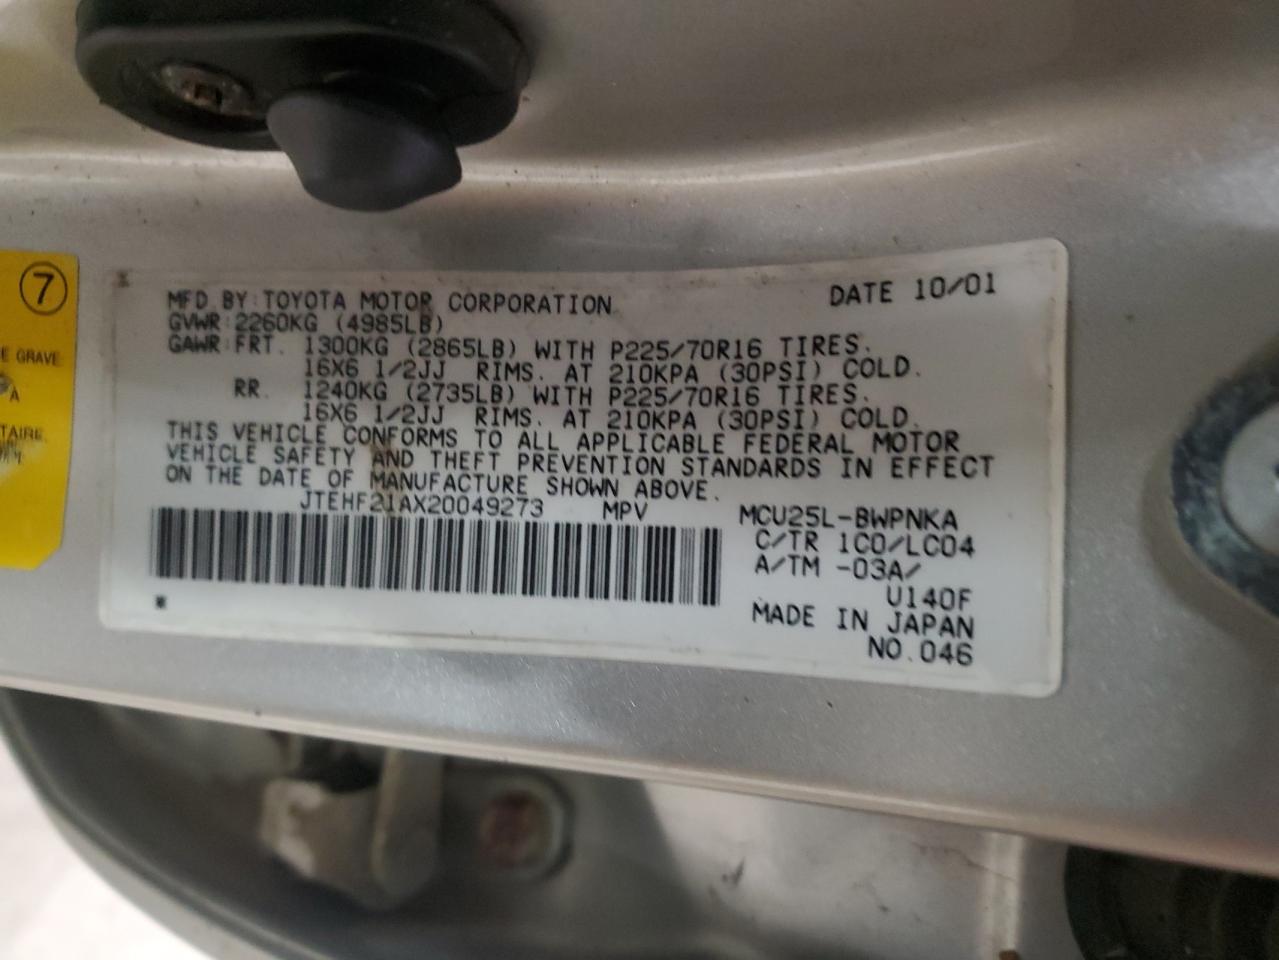 MFD. BY: TOYOTA MOTOR CORPORATION DATE 10/01
GVWR: 2260KG (4985LB)
GAWR: FRT. 1300KG (2865LB) WITH P225/70R16 TIRES.
16X6 1/2JJ RIMS. AT 210KPA (30PSI) COLD.
RR. 1240KG (2735LB) WITH P225/70R16 TIRES.
16X6 1/2JJ RIMS. AT 210KPA (30PSI) COLD.
THIS VEHICLE CONFORMS TO ALL APPLICABLE FEDERAL MOTOR
VEHICLE SAFETY AND THEFT PREVENTION STANDARDS IN EFFECT
ON THE DATE OF MANUFACTURE SHOWN ABOVE.
JTEHF21AX20049273 MPV MCU25L-BWPNKA
C/TR 1C0/LC04
A/TM -03A/
U140F
MADE IN JAPAN
NO.046
7
E GRAVE
A
TAIRE.